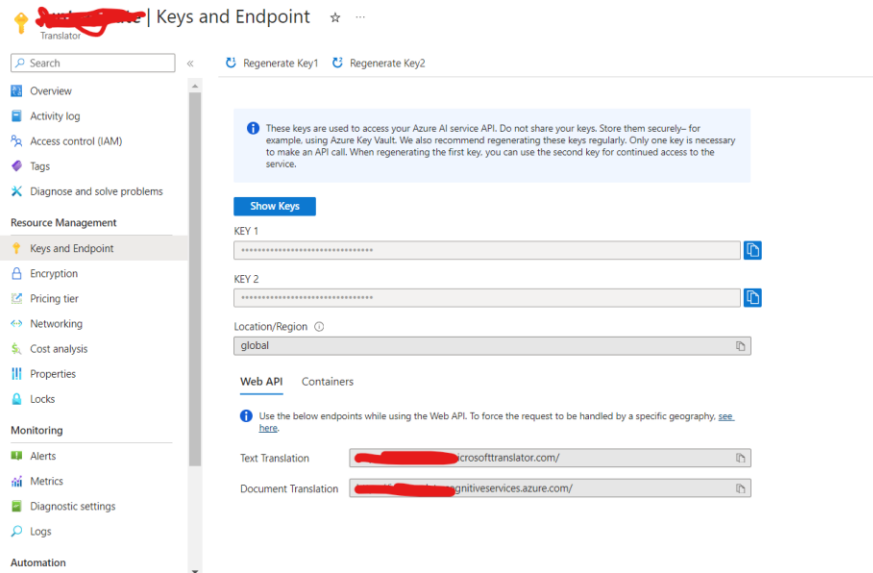 | Keys and Endpoint
Translator
Search
Overview
Activity log
Access control (IAM)
Tags
Diagnose and solve problems
Resource Management
Keys and Endpoint
Encryption
Pricing tier
Networking
Cost analysis
Properties
Locks
Monitoring
Alerts
Metrics
Diagnostic settings
Logs
Automation
Regenerate Key1 Regenerate Key2
These keys are used to access your Azure AI service API. Do not share your keys. Store them securely– for
example, using Azure Key Vault. We also recommend regenerating these keys regularly. Only one key is necessary
to make an API call. When regenerating the first key, you can use the second key for continued access to the
service.
Show Keys
KEY 1
••••••••••••••••••••••••••••••••
KEY 2
••••••••••••••••••••••••••••••••
Location/Region
global
Web API Containers
Use the below endpoints while using the Web API. To force the request to be handled by a specific geography, see
here.
Text Translation icrosofttranslator.com/
Document Translation gnitiveservices.azure.com/